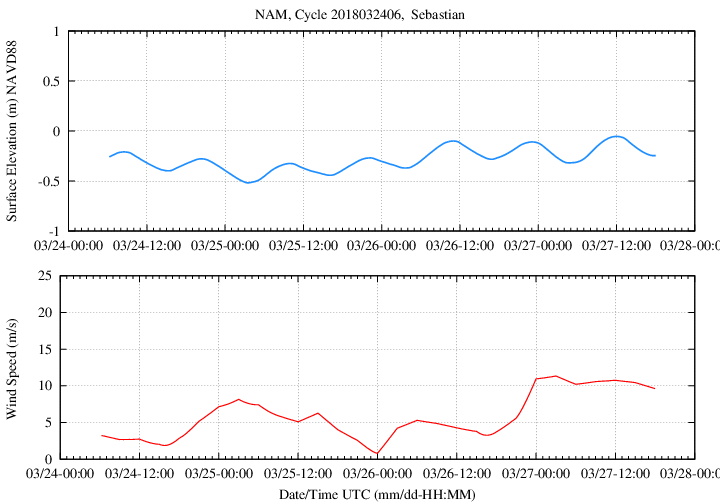 NAM, Cycle 2018032406, Sebastian
Surface Elevation (m) NAVD88
1
0.5
0
-0.5
-1
03/24-00:00 03/24-12:00 03/25-00:00 03/25-12:00 03/26-00:00 03/26-12:00 03/27-00:00 03/27-12:00 03/28-0
Wind Speed (m/s)
25
20
15
10
5
0
03/24-00:00 03/24-12:00 03/25-00:00 03/25-12:00 03/26-00:00 03/26-12:00 03/27-00:00 03/27-12:00 03/28-0
Date/Time UTC (mm/dd-HH:MM)